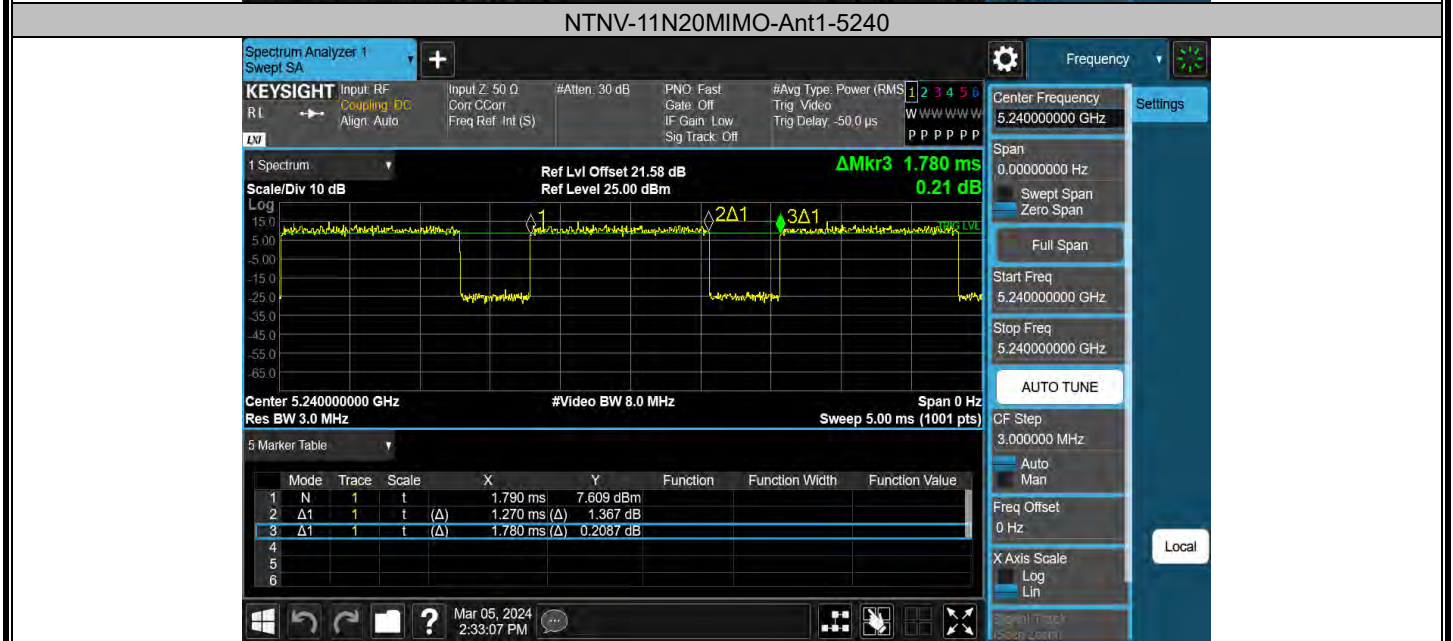 NTNV-11N20MIMO-Ant1-5240
Spectrum Analyzer 1
Swept SA
Frequency
KEYSIGHT
RL
LXI
Input: RF
Coupling: DC
Align: Auto
Input Z: 50 Ω
Corr CCorr
Freq Ref: Int (S)
#Atten: 30 dB
PNO: Fast
Gate: Off
IF Gain: Low
Sig Track: Off
#Avg Type: Power (RMS
Trig: Video
Trig Delay: -50.0 µs
1 2 3 4 5 6
W W W W W W
P P P P P P
1 Spectrum
Scale/Div 10 dB
Ref Lvl Offset 21.58 dB
Ref Level 25.00 dBm
ΔMkr3 1.780 ms
0.21 dB
Log
15.0
5.00
-5.00
-15.0
-25.0
-35.0
-45.0
-55.0
-65.0
1
2Δ1
3Δ1
TRIG LVL
Center 5.240000000 GHz
Res BW 3.0 MHz
#Video BW 8.0 MHz
Span 0 Hz
Sweep 5.00 ms (1001 pts)
5 Marker Table
Mode Trace Scale X Y Function Function Width Function Value
1 N 1 t 1.790 ms 7.609 dBm
2 Δ1 1 t (Δ) 1.270 ms (Δ) 1.367 dB
3 Δ1 1 t (Δ) 1.780 ms (Δ) 0.2087 dB
4
5
6
Mar 05, 2024
2:33:07 PM
Center Frequency
5.240000000 GHz
Settings
Span
0.00000000 Hz
Swept Span
Zero Span
Full Span
Start Freq
5.240000000 GHz
Stop Freq
5.240000000 GHz
AUTO TUNE
CF Step
3.000000 MHz
Auto
Man
Freq Offset
0 Hz
X Axis Scale
Log
Lin
Signal Track
(Span Zoom)
Local